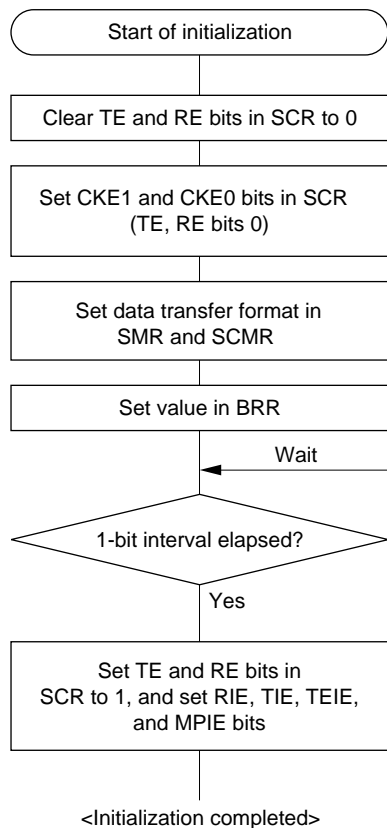 Start of initialization
Clear TE and RE bits in SCR to 0
Set CKE1 and CKE0 bits in SCR
(TE, RE bits 0)
Set data transfer format in
SMR and SCMR
Set value in BRR
Wait
1-bit interval elapsed?
Yes
Set TE and RE bits in
SCR to 1, and set RIE, TIE, TEIE,
and MPIE bits
<Initialization completed>